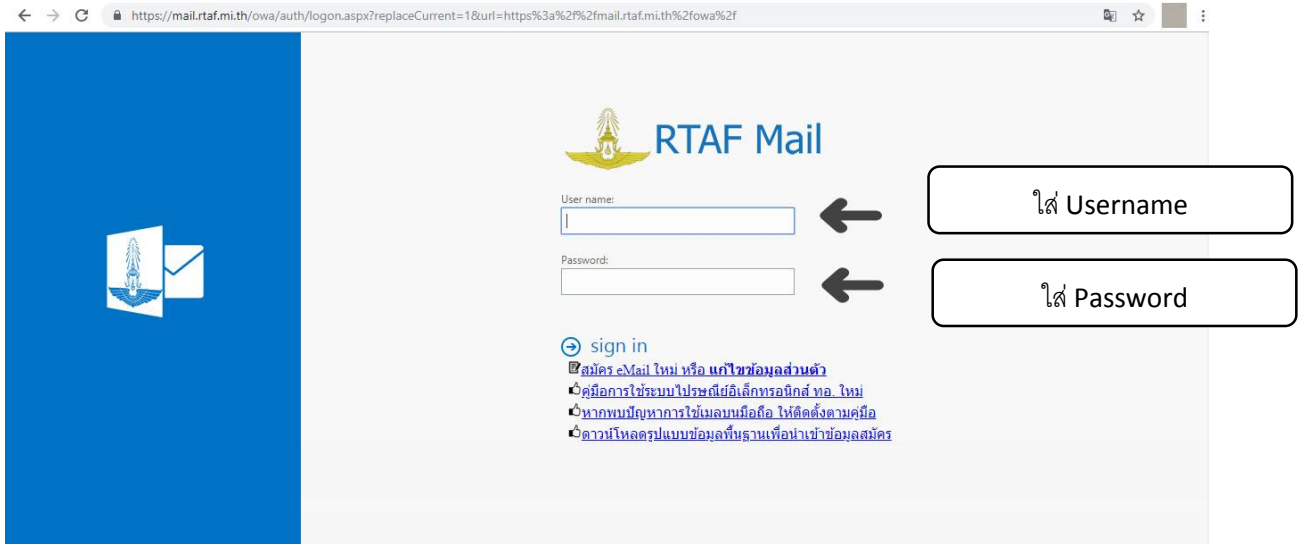 https://mail.rtaf.mi.th/owa/auth/logon.aspx?replaceCurrent=1&url=https%3a%2f%2fmail.rtaf.mi.th%2fowa%2f
RTAF Mail
User name:
ใส่ Username
Password:
ใส่ Password
sign in
สมัคร eMail ใหม่ หรือ แก้ไขข้อมูลส่วนตัว
คู่มือการใช้ระบบไปรษณีย์อิเล็กทรอนิกส์ ทอ. ใหม่
หากพบปัญหาการใช้เมลบนมือถือ ให้ติดตั้งตามคู่มือ
ดาวน์โหลดรูปแบบข้อมูลพื้นฐานเพื่อนำเข้าข้อมูลสมัคร